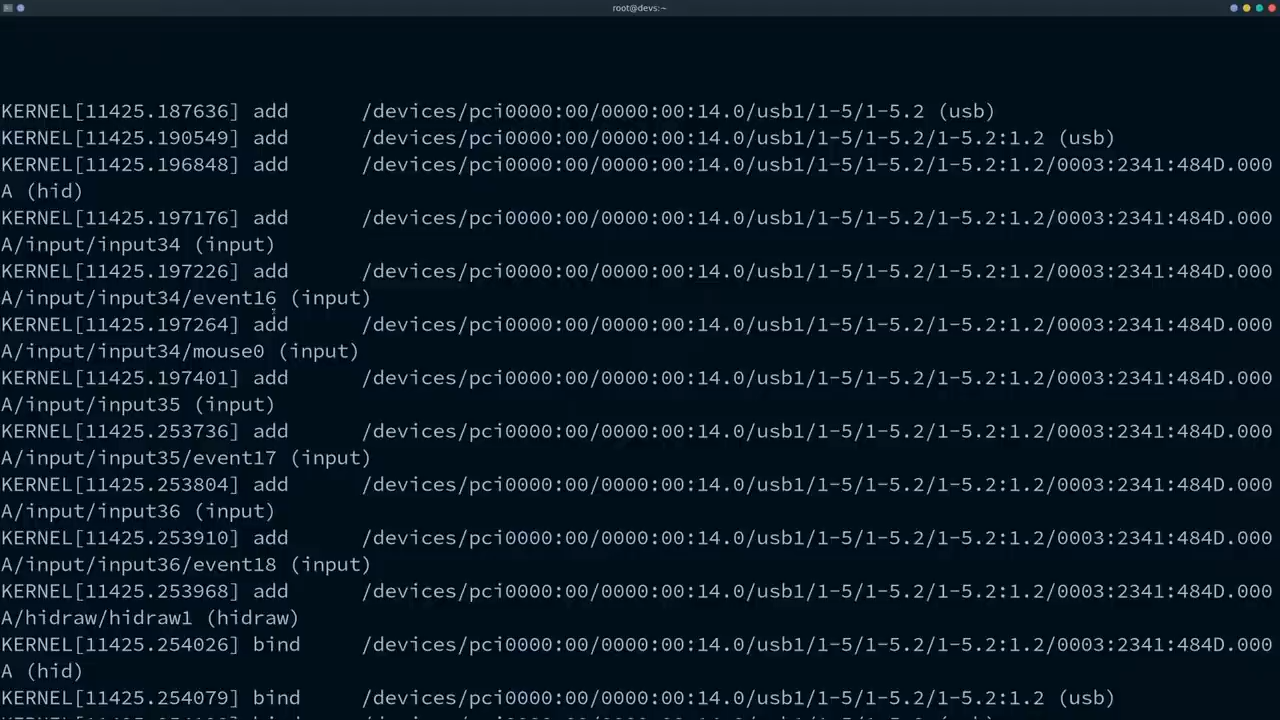 root@devs:~
KERNEL[11425.187636] add      /devices/pci0000:00/0000:00:14.0/usb1/1-5/1-5.2 (usb)
KERNEL[11425.190549] add      /devices/pci0000:00/0000:00:14.0/usb1/1-5/1-5.2/1-5.2:1.2 (usb)
KERNEL[11425.196848] add      /devices/pci0000:00/0000:00:14.0/usb1/1-5/1-5.2/1-5.2:1.2/0003:2341:484D.000
A (hid)
KERNEL[11425.197176] add      /devices/pci0000:00/0000:00:14.0/usb1/1-5/1-5.2/1-5.2:1.2/0003:2341:484D.000
A/input/input34 (input)
KERNEL[11425.197226] add      /devices/pci0000:00/0000:00:14.0/usb1/1-5/1-5.2/1-5.2:1.2/0003:2341:484D.000
A/input/input34/event16 (input)
KERNEL[11425.197264] add      /devices/pci0000:00/0000:00:14.0/usb1/1-5/1-5.2/1-5.2:1.2/0003:2341:484D.000
A/input/input34/mouse0 (input)
KERNEL[11425.197401] add      /devices/pci0000:00/0000:00:14.0/usb1/1-5/1-5.2/1-5.2:1.2/0003:2341:484D.000
A/input/input35 (input)
KERNEL[11425.253736] add      /devices/pci0000:00/0000:00:14.0/usb1/1-5/1-5.2/1-5.2:1.2/0003:2341:484D.000
A/input/input35/event17 (input)
KERNEL[11425.253804] add      /devices/pci0000:00/0000:00:14.0/usb1/1-5/1-5.2/1-5.2:1.2/0003:2341:484D.000
A/input/input36 (input)
KERNEL[11425.253910] add      /devices/pci0000:00/0000:00:14.0/usb1/1-5/1-5.2/1-5.2:1.2/0003:2341:484D.000
A/input/input36/event18 (input)
KERNEL[11425.253968] add      /devices/pci0000:00/0000:00:14.0/usb1/1-5/1-5.2/1-5.2:1.2/0003:2341:484D.000
A/hidraw/hidraw1 (hidraw)
KERNEL[11425.254026] bind     /devices/pci0000:00/0000:00:14.0/usb1/1-5/1-5.2/1-5.2:1.2/0003:2341:484D.000
A (hid)
KERNEL[11425.254079] bind     /devices/pci0000:00/0000:00:14.0/usb1/1-5/1-5.2/1-5.2:1.2 (usb)